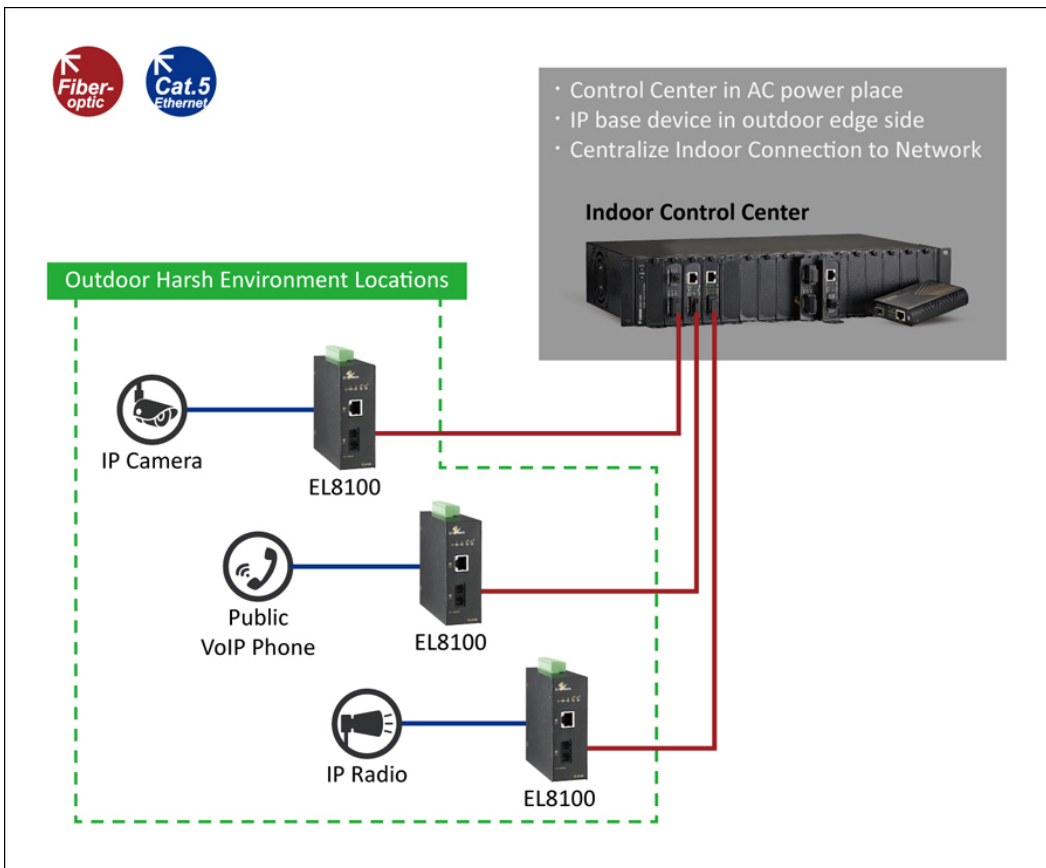 Fiber-
optic
Cat.5
Ethernet
· Control Center in AC power place
· IP base device in outdoor edge side
· Centralize Indoor Connection to Network
Indoor Control Center
Outdoor Harsh Environment Locations
IP Camera
EL8100
Public
VoIP Phone
EL8100
IP Radio
EL8100